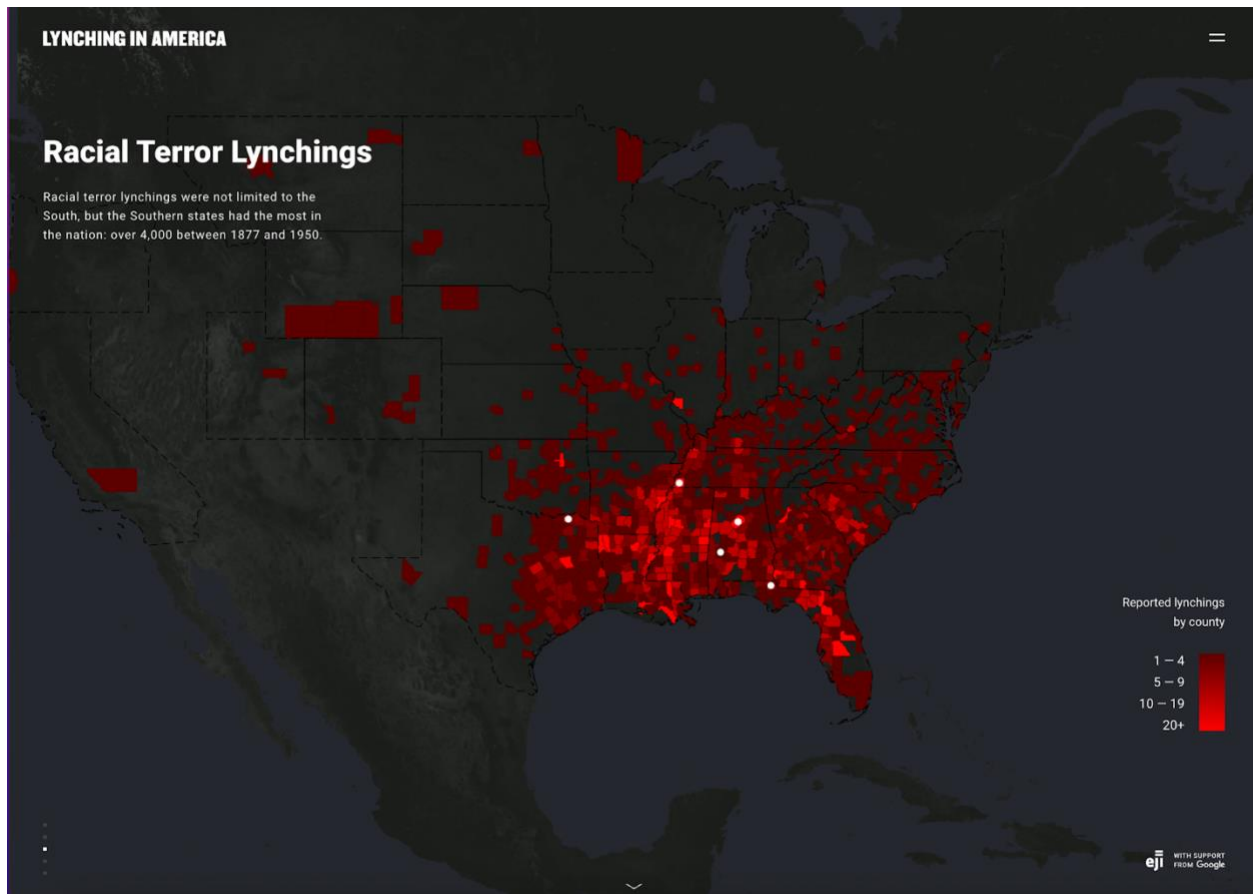 LYNCHING IN AMERICA
Racial Terror Lynchings
Racial terror lynchings were not limited to the
South, but the Southern states had the most in
the nation: over 4,000 between 1877 and 1950.
Reported lynchings
by county
1 — 4
5 — 9
10 — 19
20+
eji
WITH SUPPORT
FROM Google